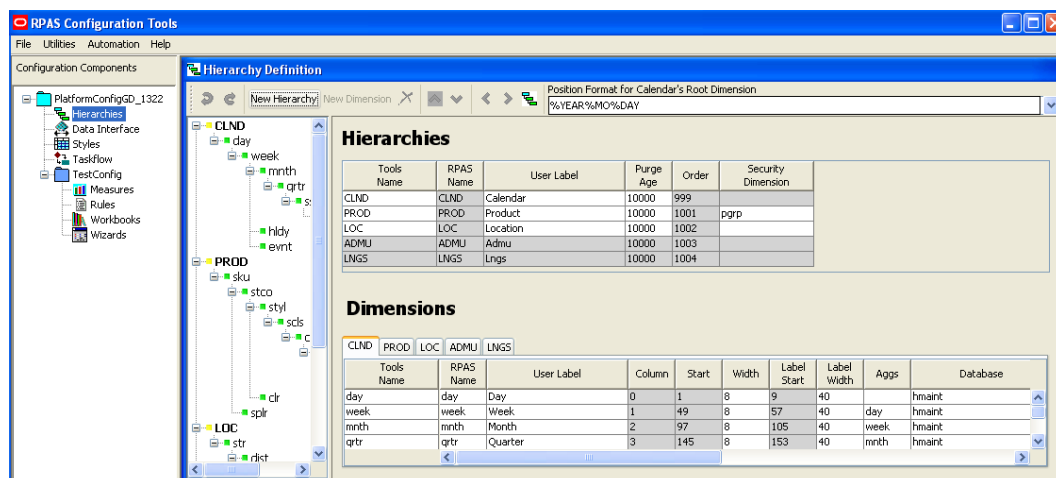 RPAS Configuration Tools
File Utilities Automation Help
Configuration Components
PlatformConfigGD_1322
Hierarchies
Data Interface
Styles
Taskflow
TestConfig
Measures
Rules
Workbooks
Wizards
Hierarchy Definition
New Hierarchy New Dimension
Position Format for Calendar's Root Dimension
%YEAR%MO%DAY
CLND
day
week
mnth
qrtr
hldy
evnt
PROD
sku
stco
styl
scls
clr
splr
LOC
str
dist
Hierarchies
Tools Name RPAS Name User Label Purge Age Order Security Dimension
CLND CLND Calendar 10000 999
PROD PROD Product 10000 1001 pgrp
LOC LOC Location 10000 1002
ADMU ADMU Admu 10000 1003
LNGS LNGS Lngs 10000 1004
Dimensions
CLND PROD LOC ADMU LNGS
Tools Name RPAS Name User Label Column Start Width Label Start Label Width Aggs Database
day day Day 0 1 8 9 40 hmaint
week week Week 1 49 8 57 40 day hmaint
mnth mnth Month 2 97 8 105 40 week hmaint
qrtr qrtr Quarter 3 145 8 153 40 mnth hmaint